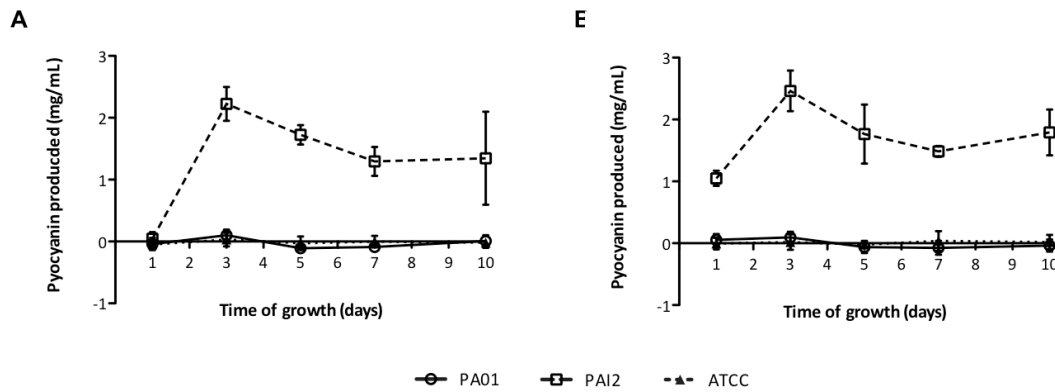 A
E
Pyocyanin producde (mg/mL)
3
2
1
0
-1
1 2 3 4 5 6 7 8 9 10
Time of growth (days)
Pyocyanin produced (mg/mL)
3
2
1
0
-1
1 2 3 4 5 6 7 8 9 10
Time of growth (days)
PA01 PAI2 ATCC